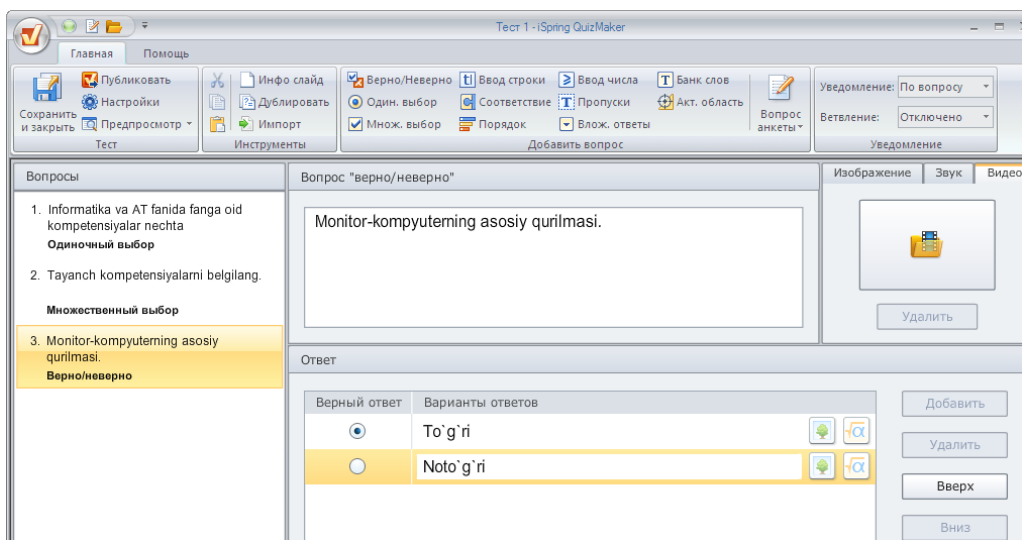 Тест 1 - iSpring QuizMaker
Главная Помощь
Сохранить и закрыть
Публиковать
Настройки
Предпросмотр
Тест
Инфо слайд
Дублировать
Импорт
Инструменты
Верно/Неверно Ввод строки Ввод числа Банк слов
Один. выбор Соответствие Пропуски Акт. область
Множ. выбор Порядок Влож. ответы
Вопрос анкеты
Добавить вопрос
Уведомление: По вопросу
Ветвление: Отключено
Уведомление
Вопросы
1. Informatika va AT fanida fanga oid
kompetensiyalar nechta
Одиночный выбор
2. Tayanch kompetensiyalarni belgilang.
Множественный выбор
3. Monitor-kompyuterning asosiy
qurilmasi.
Верно/неверно
Вопрос "верно/неверно"
Monitor-kompyuterning asosiy qurilmasi.
Изображение Звук Видео
Удалить
Ответ
Верный ответ Варианты ответов
To`g`ri
Noto`g`ri
Добавить
Удалить
Вверх
Вниз